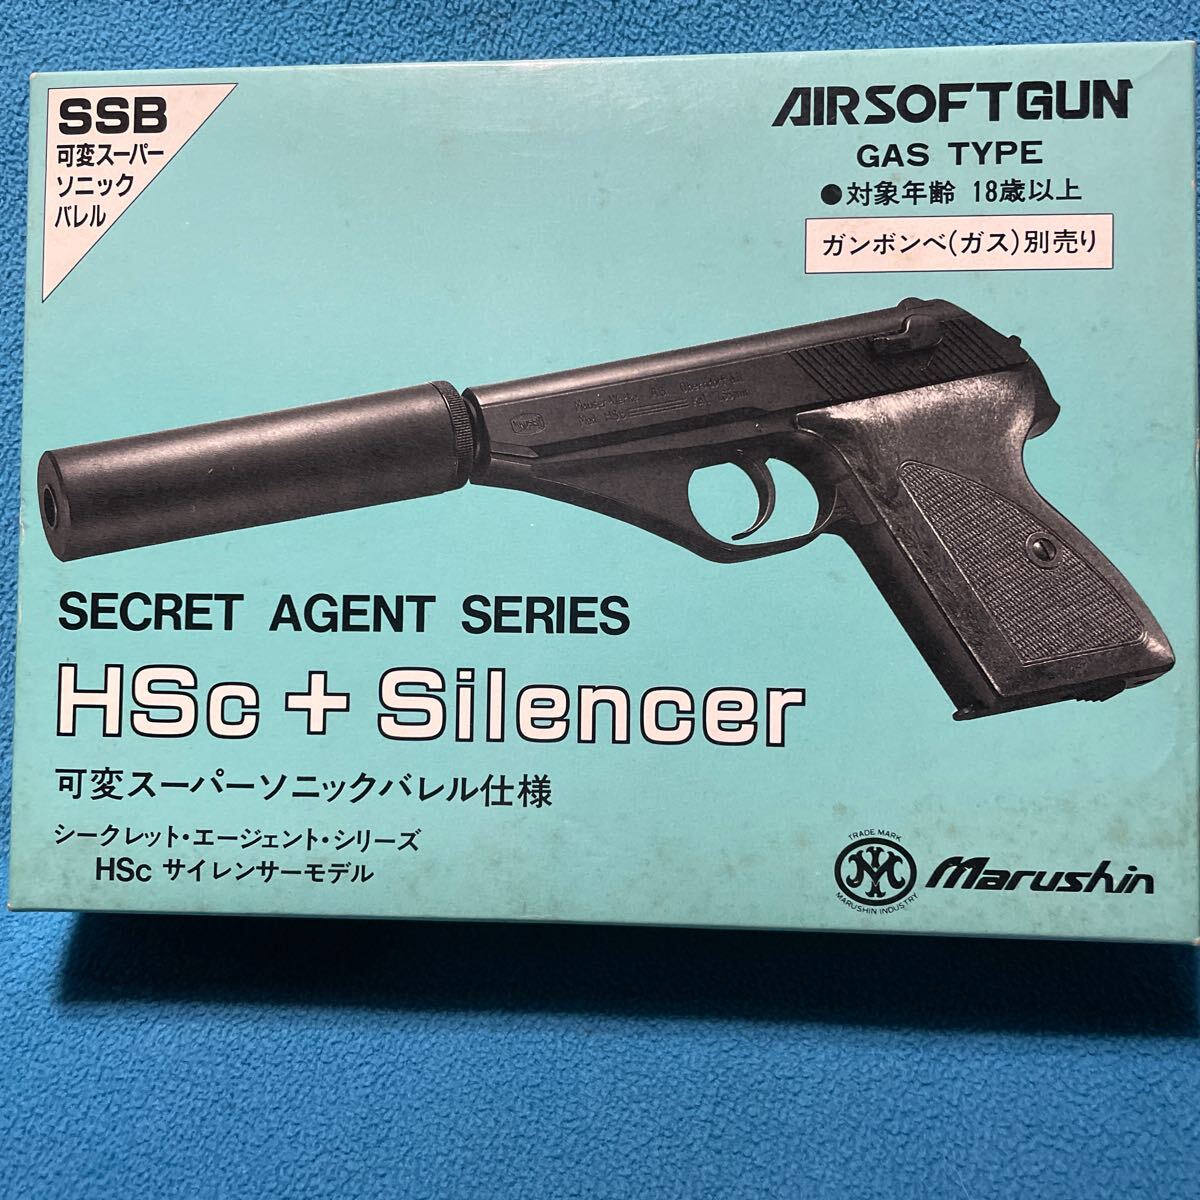 SSB
可変スーパー
ソニック
バレル
AIRSOFTGUN
GAS TYPE
●対象年齢 18歳以上
ガンボンベ(ガス)別売り
SECRET AGENT SERIES
HSc + Silencer
可変スーパーソニックバレル仕様
シークレット・エージェント・シリーズ
HSc サイレンサーモデル
TRADE MARK
MARUSHIN INDUSTRY
Marushin